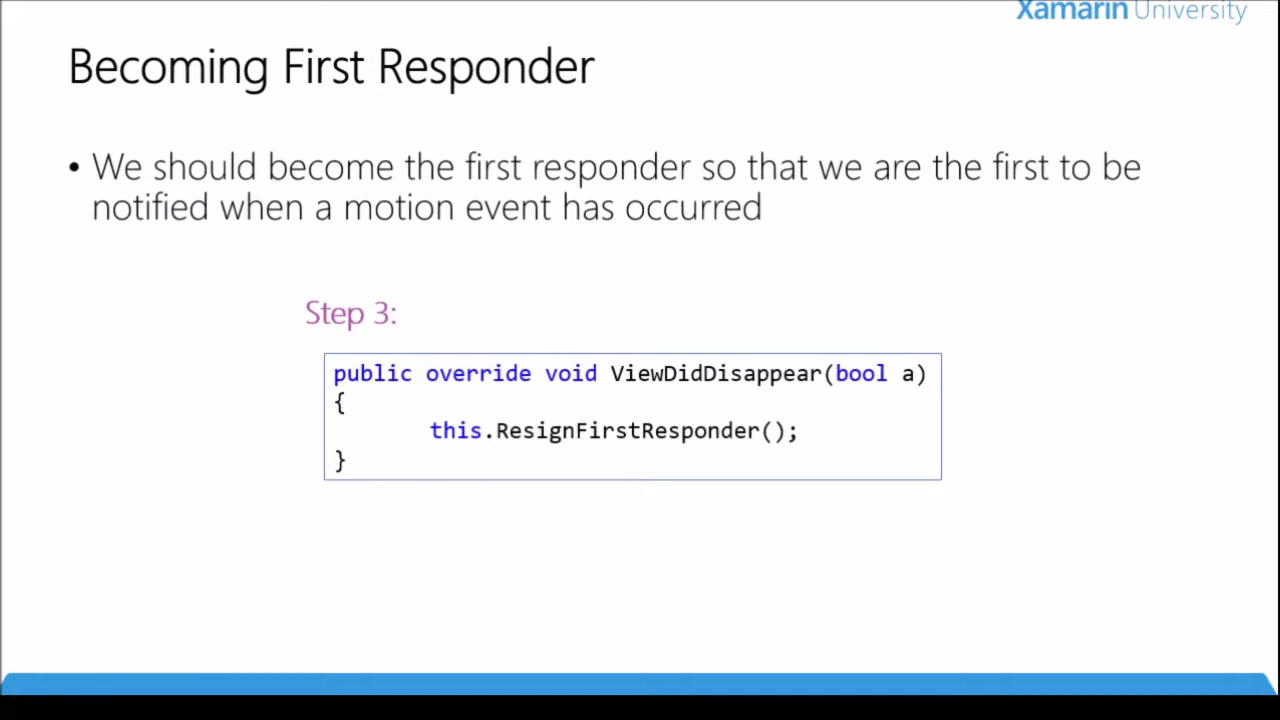 Xamarin University
Becoming First Responder
• We should become the first responder so that we are the first to be
notified when a motion event has occurred
Step 3:
public override void ViewDidDisappear(bool a)
{
this.ResignFirstResponder();
}